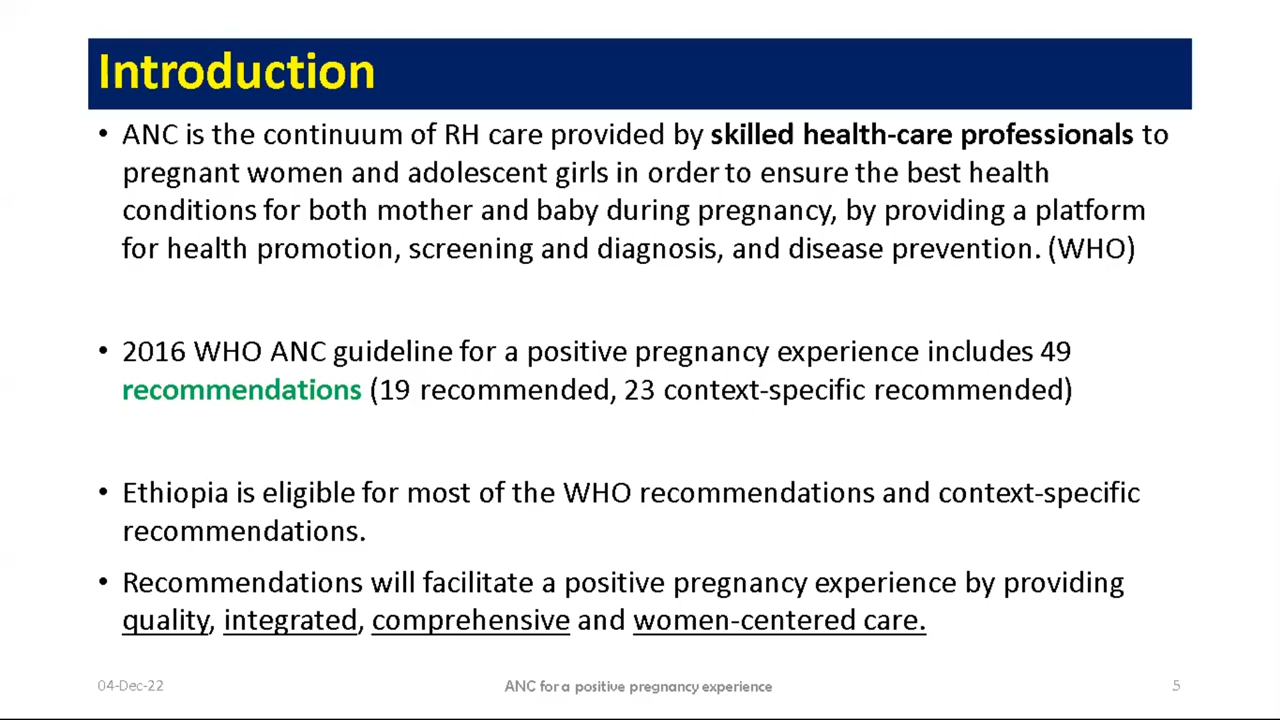 Introduction
• ANC is the continuum of RH care provided by skilled health-care professionals to
pregnant women and adolescent girls in order to ensure the best health
conditions for both mother and baby during pregnancy, by providing a platform
for health promotion, screening and diagnosis, and disease prevention. (WHO)
• 2016 WHO ANC guideline for a positive pregnancy experience includes 49
recommendations (19 recommended, 23 context-specific recommended)
• Ethiopia is eligible for most of the WHO recommendations and context-specific
recommendations.
• Recommendations will facilitate a positive pregnancy experience by providing
quality, integrated, comprehensive and women-centered care.
04-Dec-22
ANC for a positive pregnancy experience
5